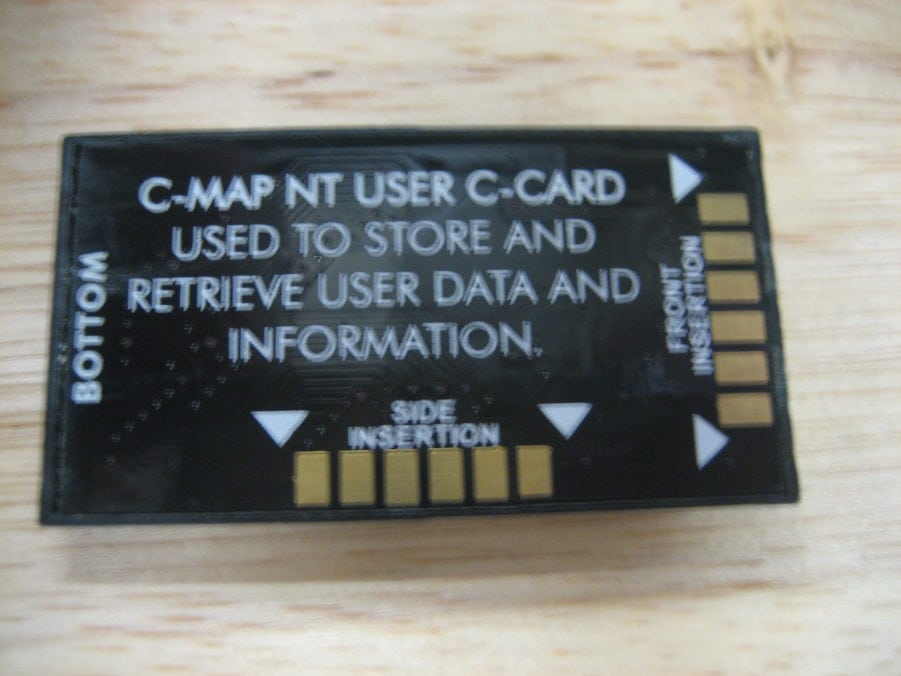 C-MAP NT USER C-CARD
USED TO STORE AND
RETRIEVE USER DATA AND
INFORMATION.
BOTTOM
FRONT
INSERTION
SIDE
INSERTION